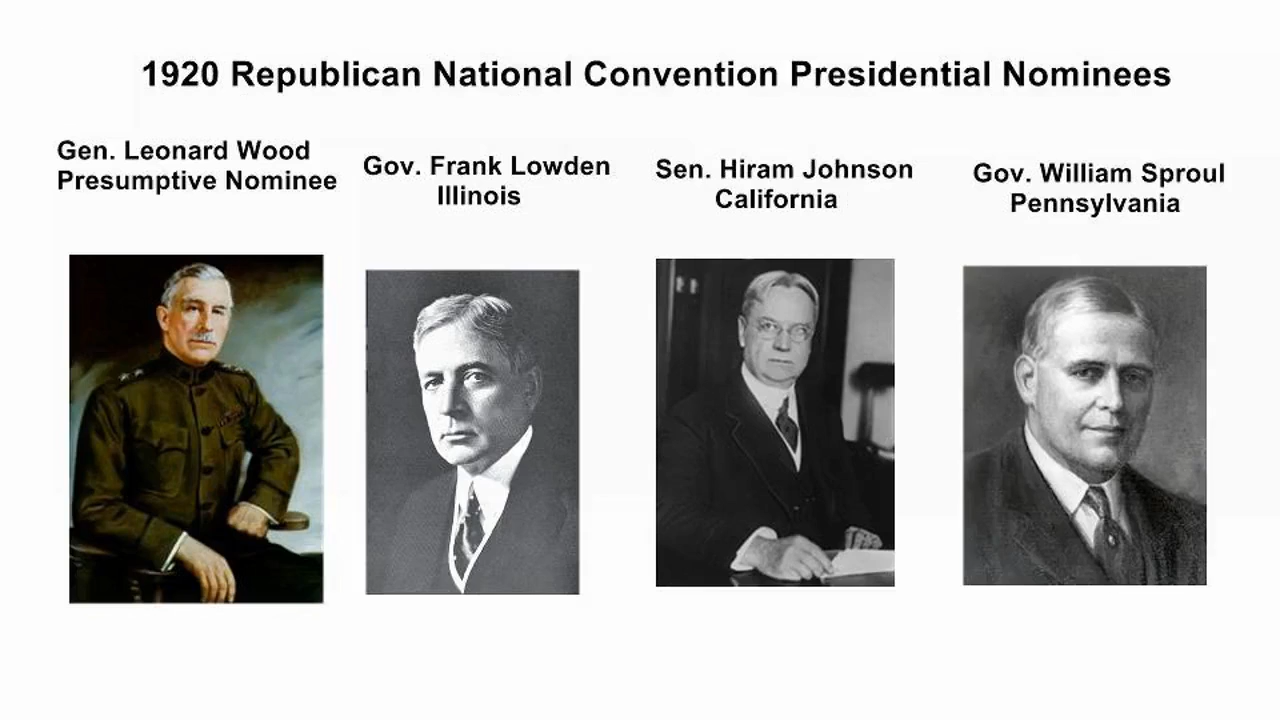 1920 Republican National Convention Presidential Nominees
Gen. Leonard Wood
Presumptive Nominee
Gov. Frank Lowden
Illinois
Sen. Hiram Johnson
California
Gov. William Sproul
Pennsylvania